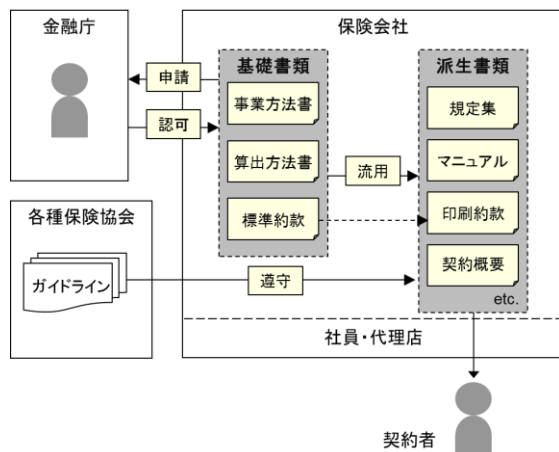 金融庁
保険会社
基礎書類
派生書類
申請
認可
事業方法書
算出方法書
標準約款
流用
規定集
マニュアル
印刷約款
契約概要
etc.
各種保険協会
ガイドライン
遵守
社員・代理店
契約者